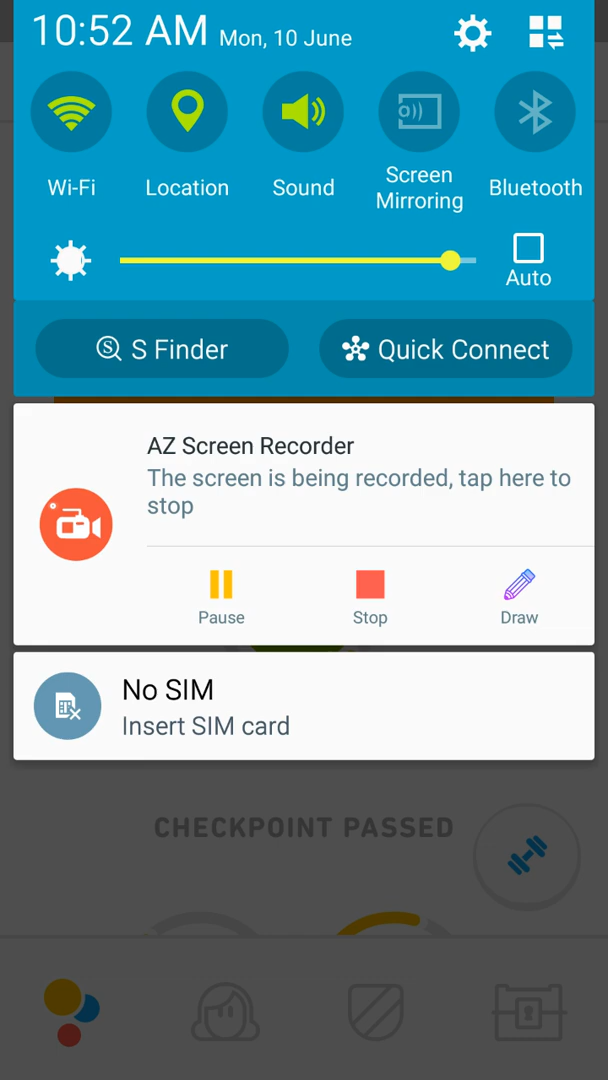 10:52 AM Mon, 10 June
Wi-Fi
Location
Sound
Screen Mirroring
Bluetooth
Auto
S Finder
Quick Connect
AZ Screen Recorder
The screen is being recorded, tap here to
stop
Pause
Stop
Draw
No SIM
Insert SIM card
CHECKPOINT PASSED